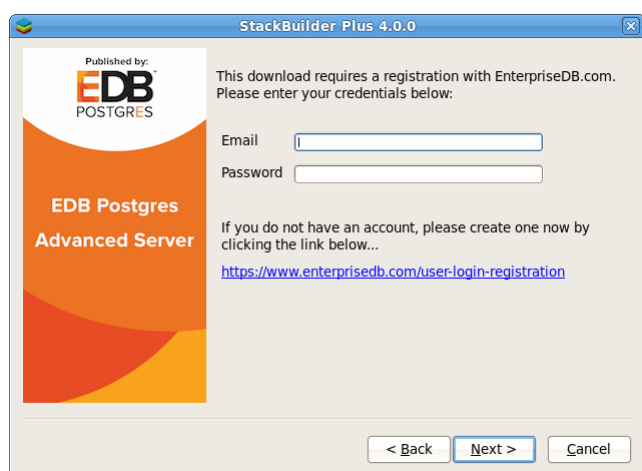 StackBuilder Plus 4.0.0
Published by:
EDB
POSTGRES
EDB Postgres
Advanced Server
This download requires a registration with EnterpriseDB.com.
Please enter your credentials below:
Email
Password
If you do not have an account, please create one now by
clicking the link below...
https://www.enterprisedb.com/user-login-registration
< Back
Next >
Cancel